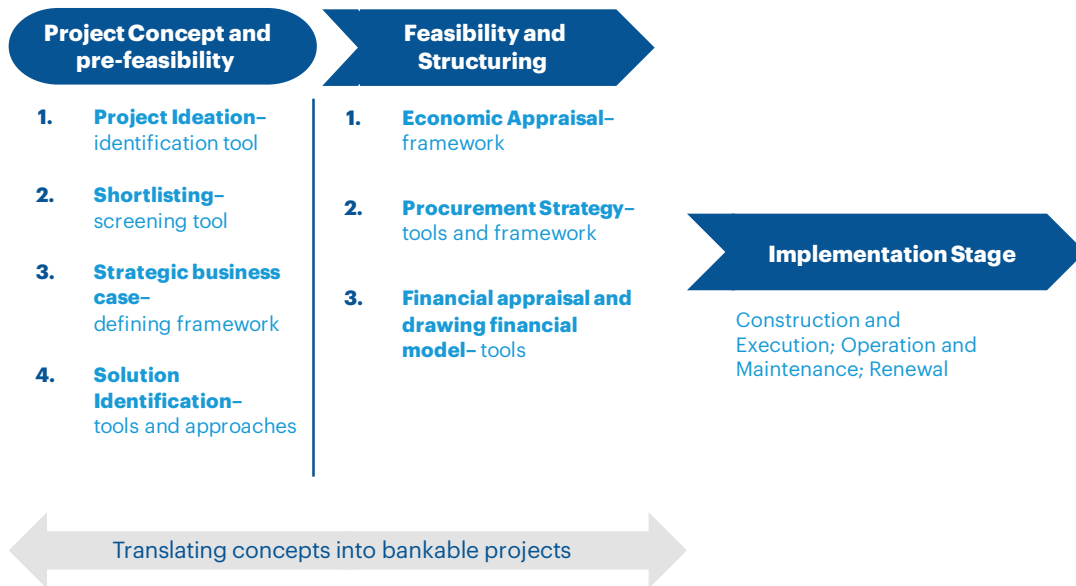 Project Concept and
pre-feasibility
1. Project Ideation–
identification tool
2. Shortlisting–
screening tool
3. Strategic business
case–
defining framework
4. Solution
Identification–
tools and approaches
Feasibility and
Structuring
1. Economic Appraisal–
framework
2. Procurement Strategy–
tools and framework
3. Financial appraisal and
drawing financial
model– tools
Implementation Stage
Construction and
Execution; Operation and
Maintenance; Renewal
Translating concepts into bankable projects